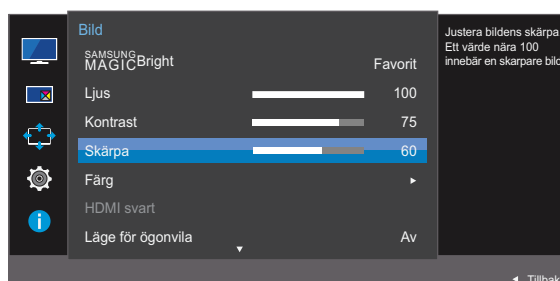 Bild
SAMSUNG
MAGICBright Favorit
Ljus 100
Kontrast 75
Skärpa 60
Färg
HDMI svart
Läge för ögonvila Av
Justera bildens skärpa
Ett värde nära 100
innebär en skarpare bild
Tillbak